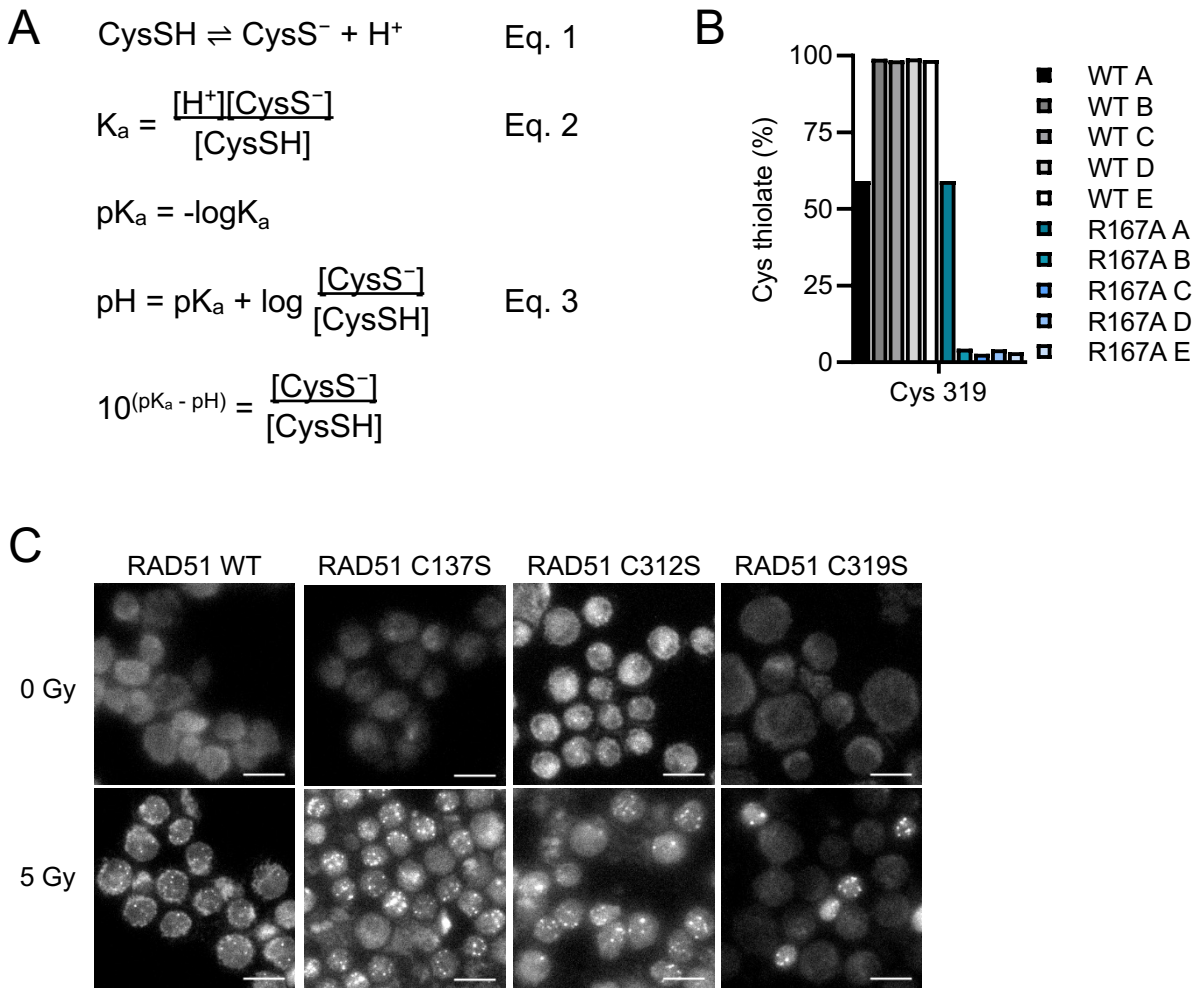 A
CysSH ⇌ CysS⁻ + H⁺ Eq. 1
Kₐ = [H⁺][CysS⁻] / [CysSH] Eq. 2
pKₐ = -logKₐ
pH = pKₐ + log [CysS⁻] / [CysSH] Eq. 3
10^(pKₐ - pH) = [CysS⁻] / [CysSH]
B
Cys thiolate (%)
100
75
50
25
0
Cys 319
WT A
WT B
WT C
WT D
WT E
R167A A
R167A B
R167A C
R167A D
R167A E
C
RAD51 WT RAD51 C137S RAD51 C312S RAD51 C319S
0 Gy
5 Gy